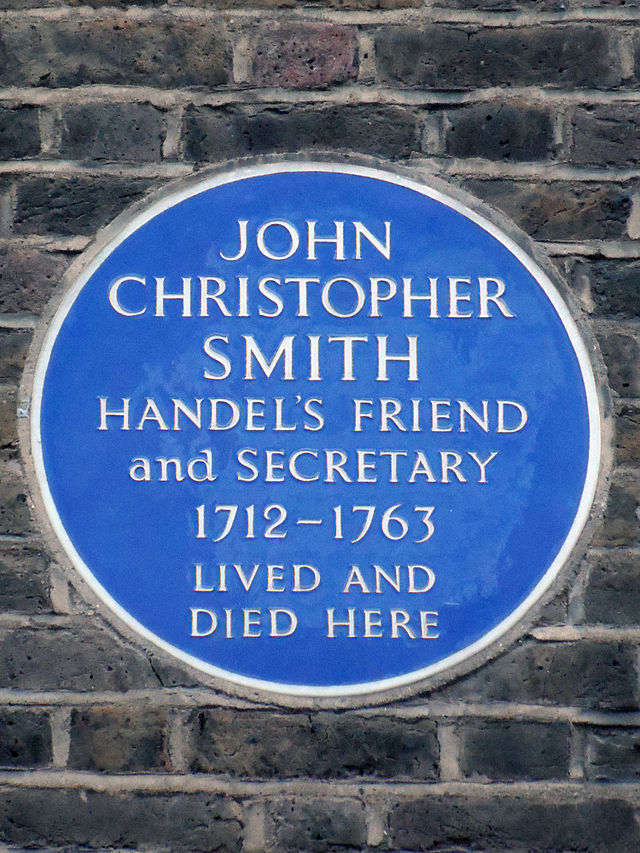 JOHN
CHRISTOPHER
SMITH
HANDEL'S FRIEND
and SECRETARY
1712–1763
LIVED AND
DIED HERE